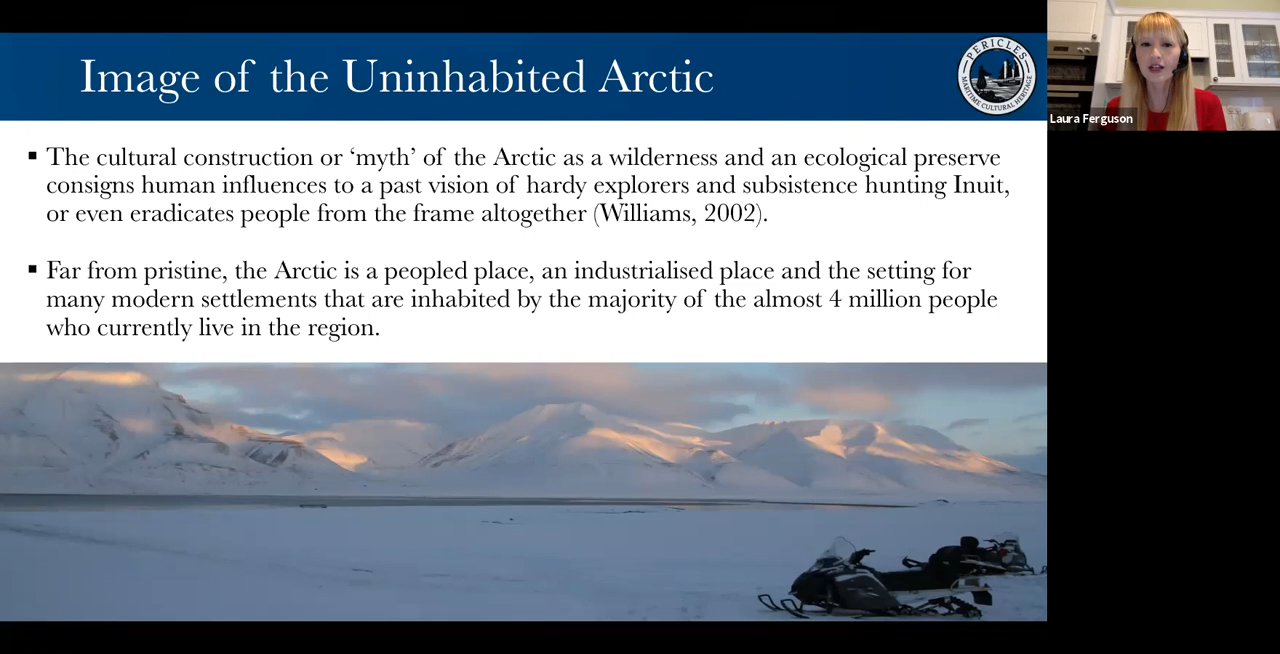 Image of the Uninhabited Arctic
PERICLES
MARITIME CULTURAL HERITAGE
Laura Ferguson
▪ The cultural construction or ‘myth’ of the Arctic as a wilderness and an ecological preserve
consigns human influences to a past vision of hardy explorers and subsistence hunting Inuit,
or even eradicates people from the frame altogether (Williams, 2002).
▪ Far from pristine, the Arctic is a peopled place, an industrialised place and the setting for
many modern settlements that are inhabited by the majority of the almost 4 million people
who currently live in the region.